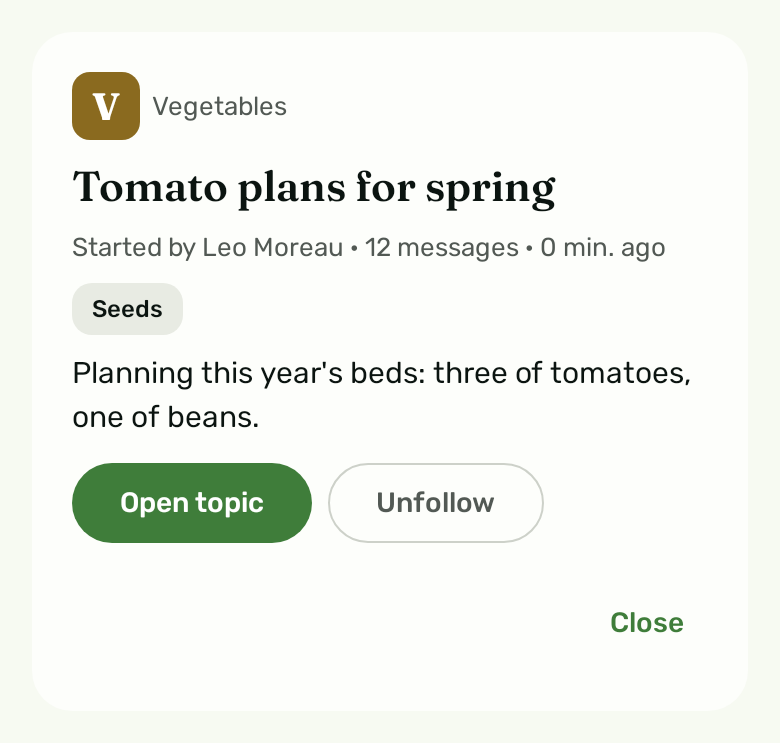 V
Vegetables
Tomato plans for spring
Started by Leo Moreau • 12 messages • 0 min. ago
Seeds
Planning this year's beds: three of tomatoes,
one of beans.
Open topic
Unfollow
Close